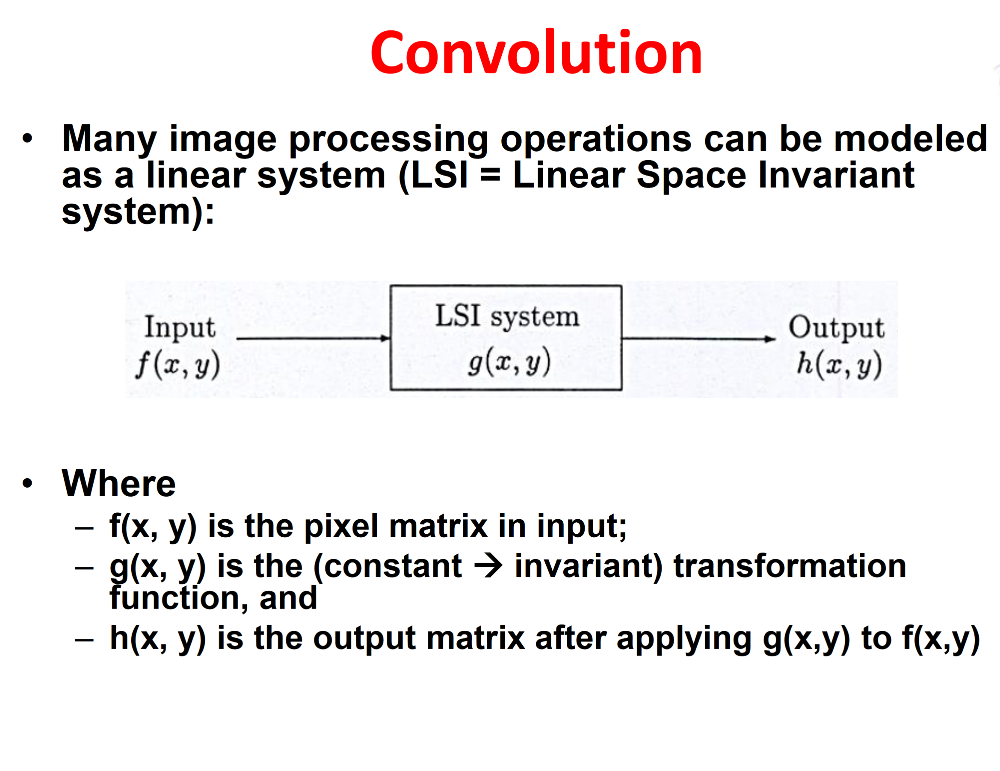 Convolution
• Many image processing operations can be modeled
as a linear system (LSI = Linear Space Invariant
system):
Input
f(x, y)
LSI system
g(x, y)
Output
h(x, y)
• Where
– f(x, y) is the pixel matrix in input;
– g(x, y) is the (constant → invariant) transformation
function, and
– h(x, y) is the output matrix after applying g(x,y) to f(x,y)